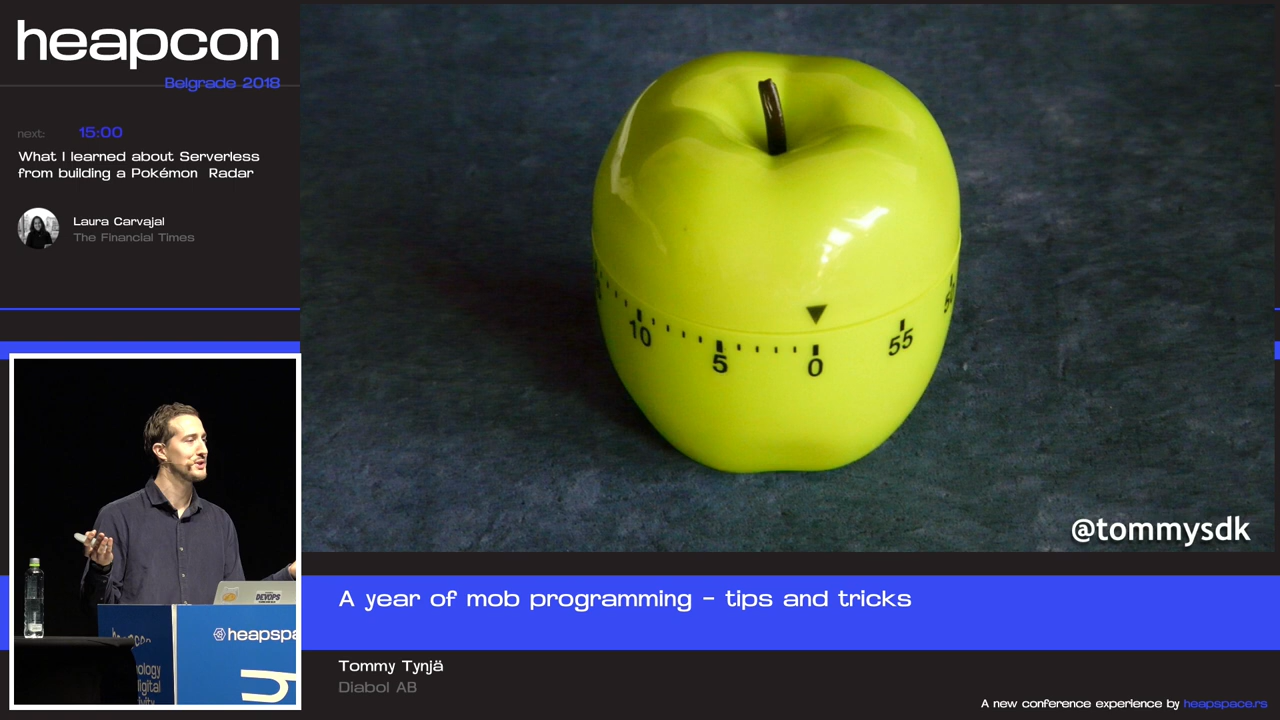 heapcon
Belgrade 2018
next: 15:00
What I learned about Serverless
from building a Pokémon Radar
Laura Carvajal
The Financial Times
10
5
0
55
@tommysdk
DEVOPS
heapspa
A year of mob programming - tips and tricks
Tommy Tynjä
Diabol AB
A new conference experience by heapspace.rs